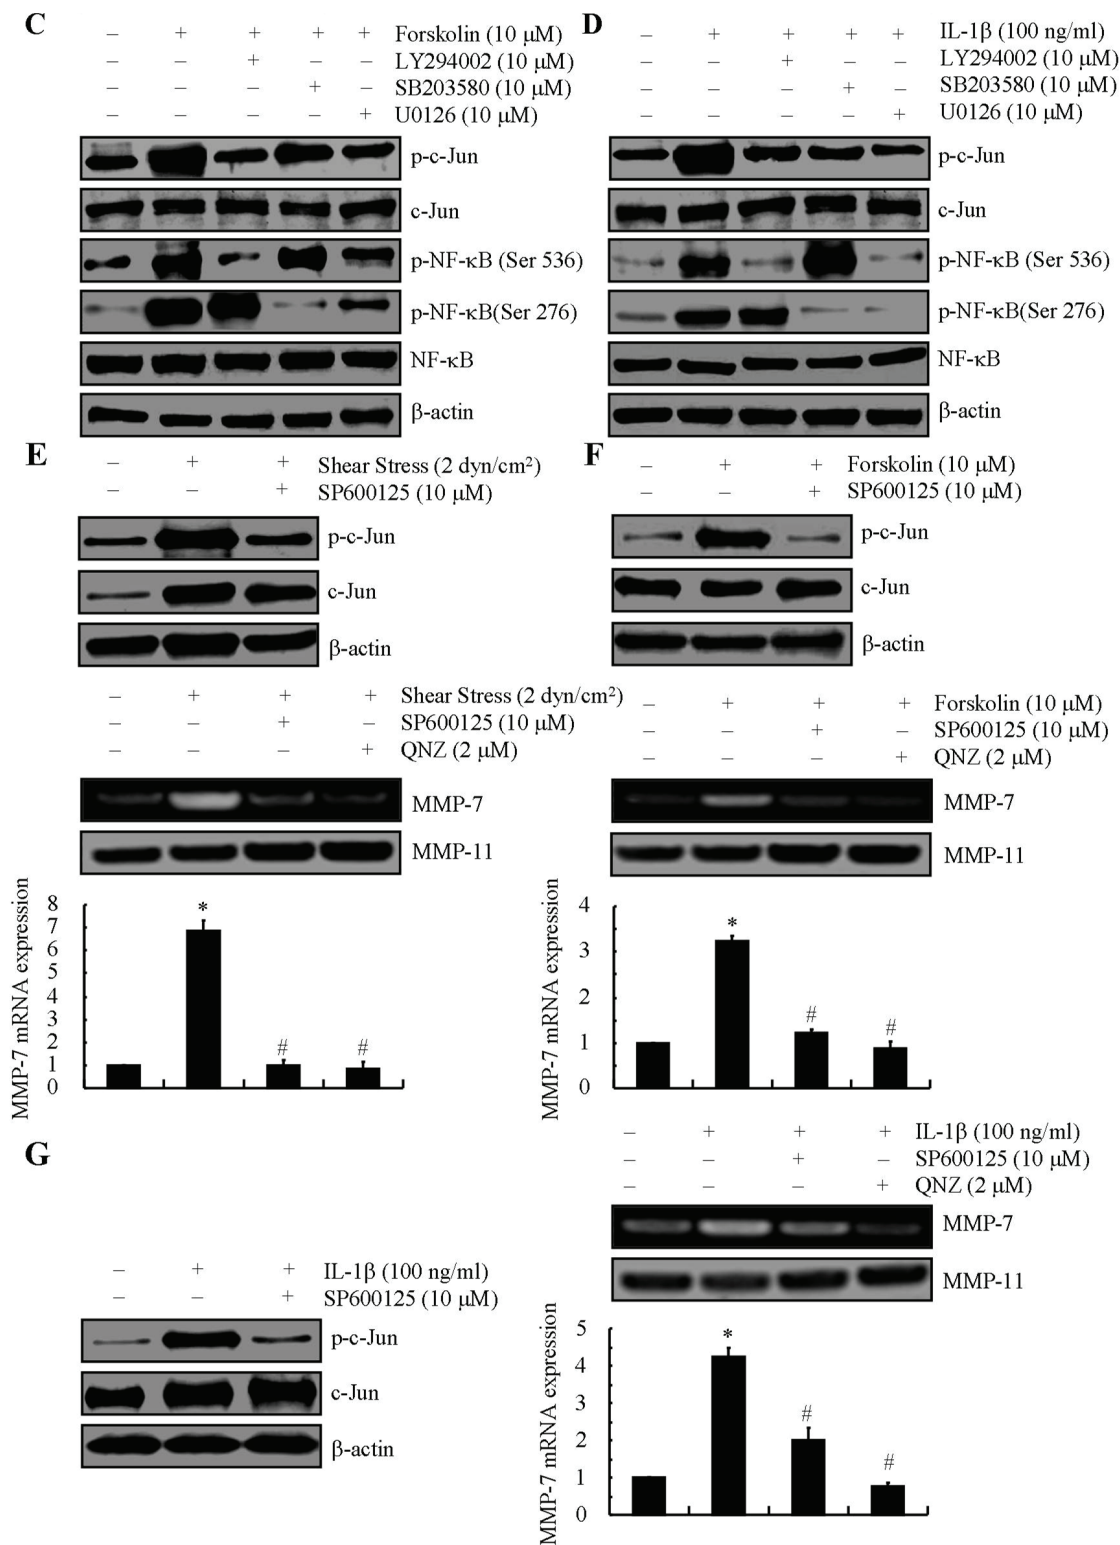 C
– + + + + Forskolin (10 μM)
– – + – – LY294002 (10 μM)
– – – + – SB203580 (10 μM)
– – – – + U0126 (10 μM)
p-c-Jun
c-Jun
p-NF-κB (Ser 536)
p-NF-κB(Ser 276)
NF-κB
β-actin
D
– + + + + IL-1β (100 ng/ml)
– – + – – LY294002 (10 μM)
– – – + – SB203580 (10 μM)
– – – – + U0126 (10 μM)
p-c-Jun
c-Jun
p-NF-κB (Ser 536)
p-NF-κB(Ser 276)
NF-κB
β-actin
E
– + + Shear Stress (2 dyn/cm²)
– – + SP600125 (10 μM)
p-c-Jun
c-Jun
β-actin
– + + + Shear Stress (2 dyn/cm²)
– – + – SP600125 (10 μM)
– – – + QNZ (2 μM)
MMP-7
MMP-11
MMP-7 mRNA expression
8
7
6
5
4
3
2
1
0
*
#
#
F
– + + Forskolin (10 μM)
– – + SP600125 (10 μM)
p-c-Jun
c-Jun
β-actin
– + + + Forskolin (10 μM)
– – + – SP600125 (10 μM)
– – – + QNZ (2 μM)
MMP-7
MMP-11
MMP-7 mRNA expression
4
3
2
1
0
*
#
#
G
– + + IL-1β (100 ng/ml)
– – + SP600125 (10 μM)
p-c-Jun
c-Jun
β-actin
– + + + IL-1β (100 ng/ml)
– – + – SP600125 (10 μM)
– – – + QNZ (2 μM)
MMP-7
MMP-11
MMP-7 mRNA expression
5
4
3
2
1
0
*
#
#